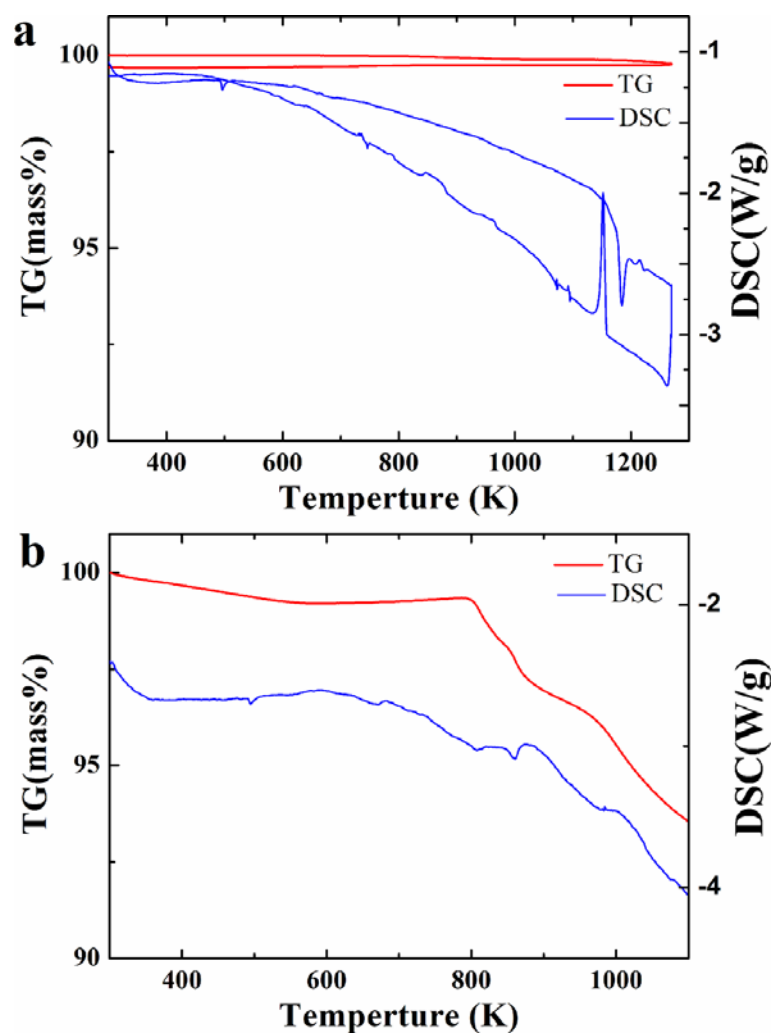 a
100
95
90
TG(mass%)
TG
DSC
-1
-2
-3
DSC(W/g)
400 600 800 1000 1200
Temperture (K)
b
100
95
90
TG(mass%)
TG
DSC
-2
-4
DSC(W/g)
400 600 800 1000
Temperture (K)